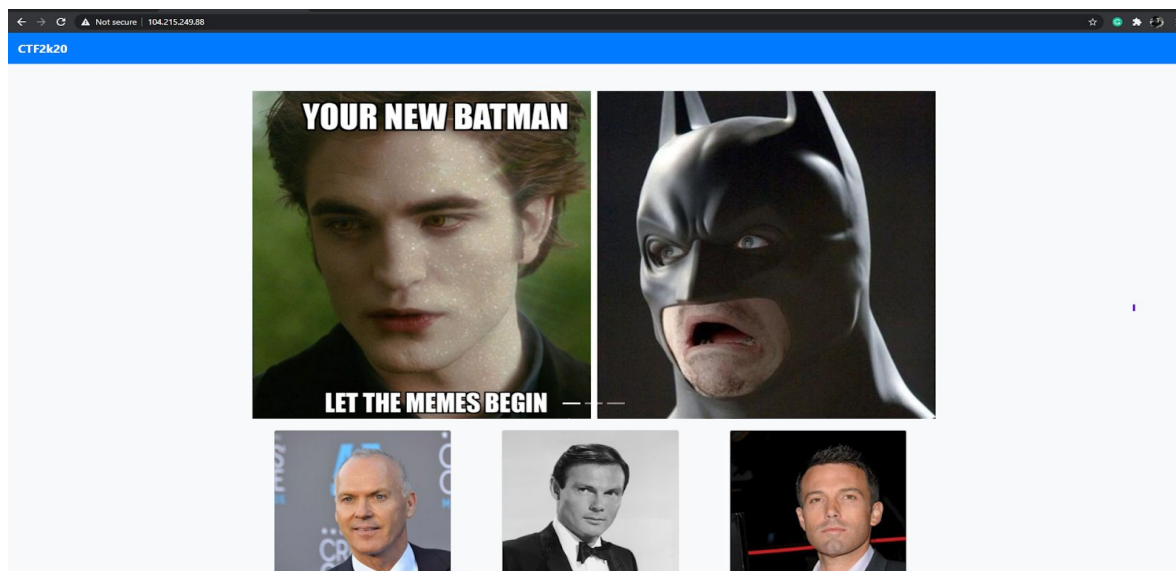 Not secure | 104.215.249.88
CTF2k20
YOUR NEW BATMAN
LET THE MEMES BEGIN